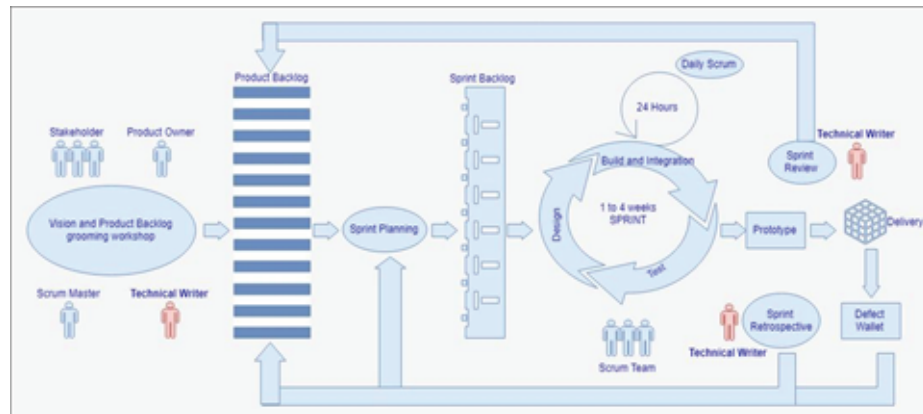 Product Backlog
Sprint Backlog
Daily Scrum
24 Hours
Stakeholder
Product Owner
Technical Writer
Build and Integration
Sprint
Review
Vision and Product Backlog
grooming workshop
Sprint Planning
Design
1 to 4 weeks
SPRINT
Test
Prototype
Delivery
Scrum Master
Technical Writer
Sprint
Retrospective
Defect
Wallet
Technical Writer
Scrum Team